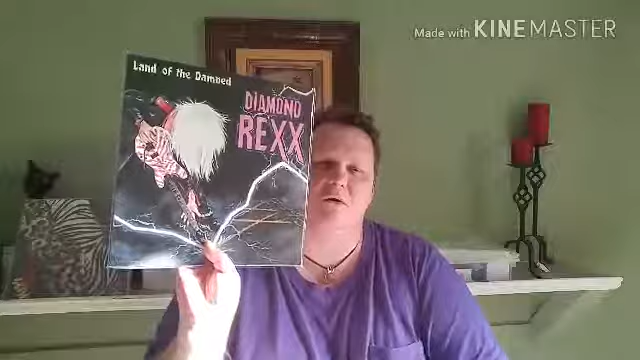 Made with KINEMASTER
Land of the Damned
DIAMOND
REXX